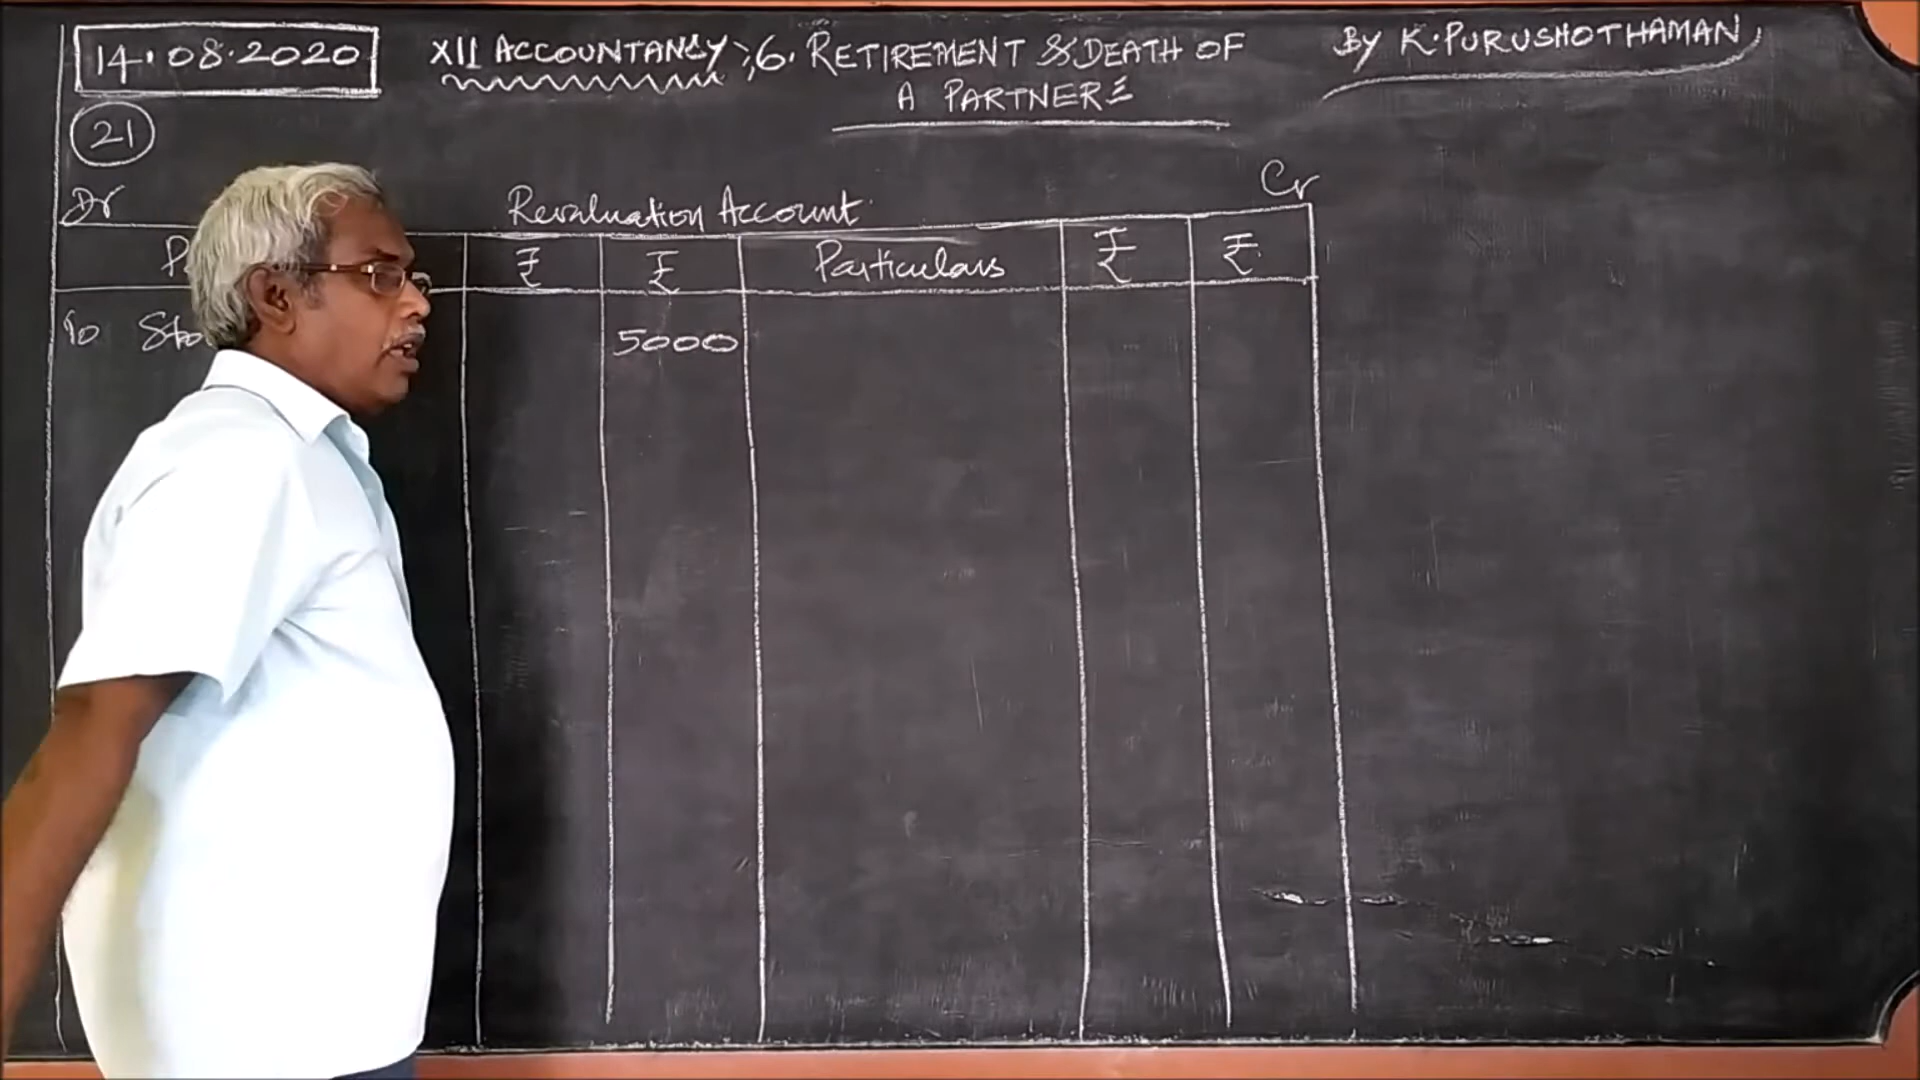 14.08.2020
XII ACCOUNTANCY ; 6. RETIREMENT & DEATH OF
A PARTNER
By K. PURUSHOTHAMAN
21
Dr
Revaluation Account
Cr
₹ ₹ Particulars ₹ ₹
To 5000